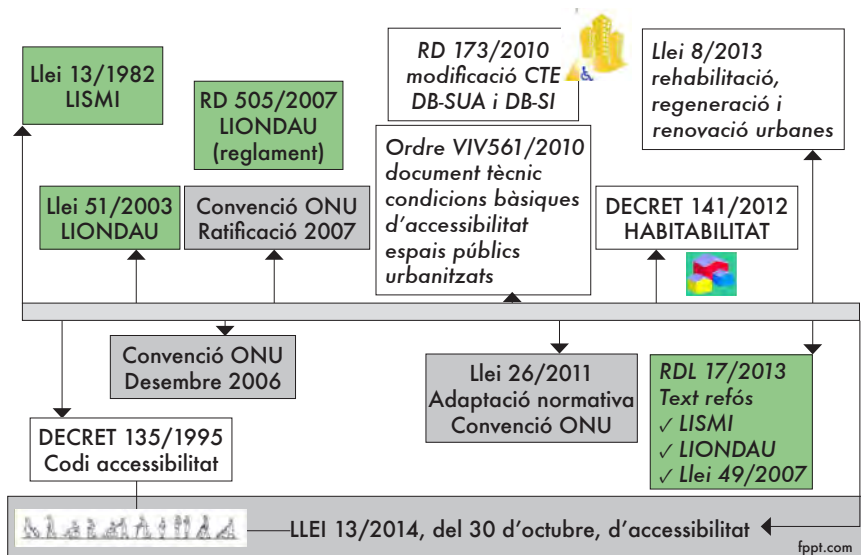 Llei 13/1982
LISMI
RD 505/2007
LIONDAU
(reglament)
RD 173/2010
modificació CTE
DB-SUA i DB-SI
Llei 8/2013
rehabilitació,
regeneració i
renovació urbanes
Llei 51/2003
LIONDAU
Convenció ONU
Ratificació 2007
Ordre VIV561/2010
document tècnic
condicions bàsiques
d’accessibilitat
espais públics
urbanitzats
DECRET 141/2012
HABITABILITAT
Convenció ONU
Desembre 2006
Llei 26/2011
Adaptació normativa
Convenció ONU
RDL 17/2013
Text refós
✓ LISMI
✓ LIONDAU
✓ Llei 49/2007
DECRET 135/1995
Codi accessibilitat
LLEI 13/2014, del 30 d’octubre, d’accessibilitat
fppt.com